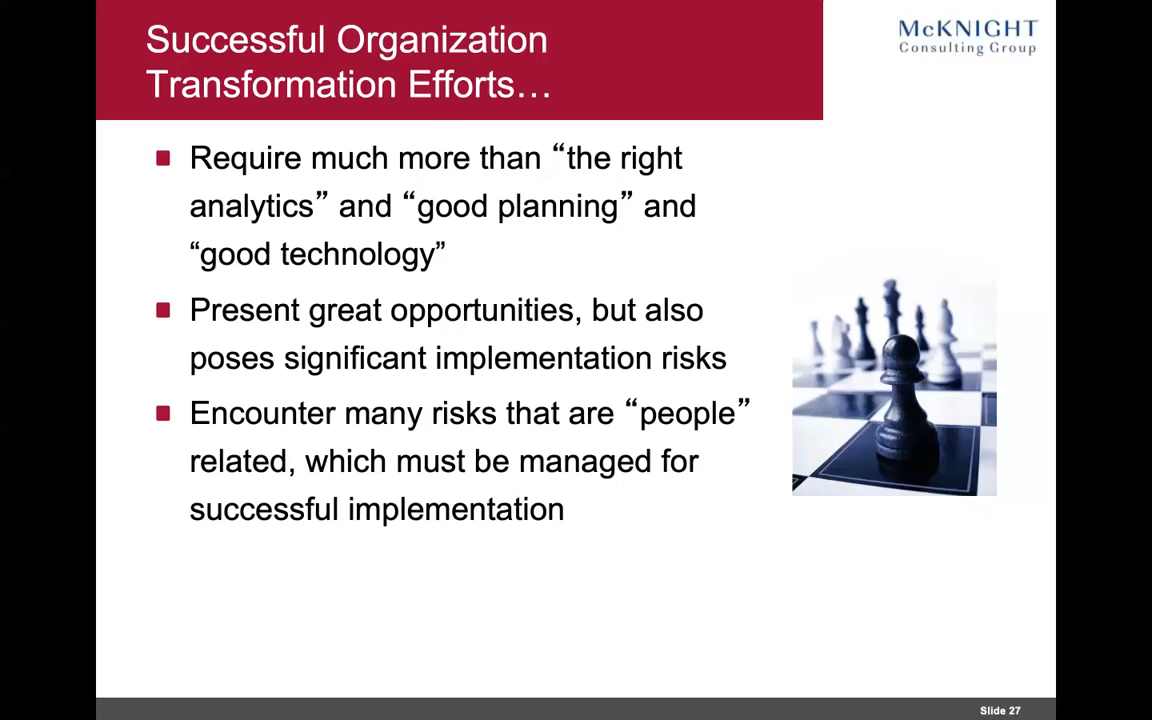 Successful Organization
Transformation Efforts…
McKNIGHT
Consulting Group
Require much more than “the right
analytics” and “good planning” and
“good technology”
Present great opportunities, but also
poses significant implementation risks
Encounter many risks that are “people”
related, which must be managed for
successful implementation
Slide 27